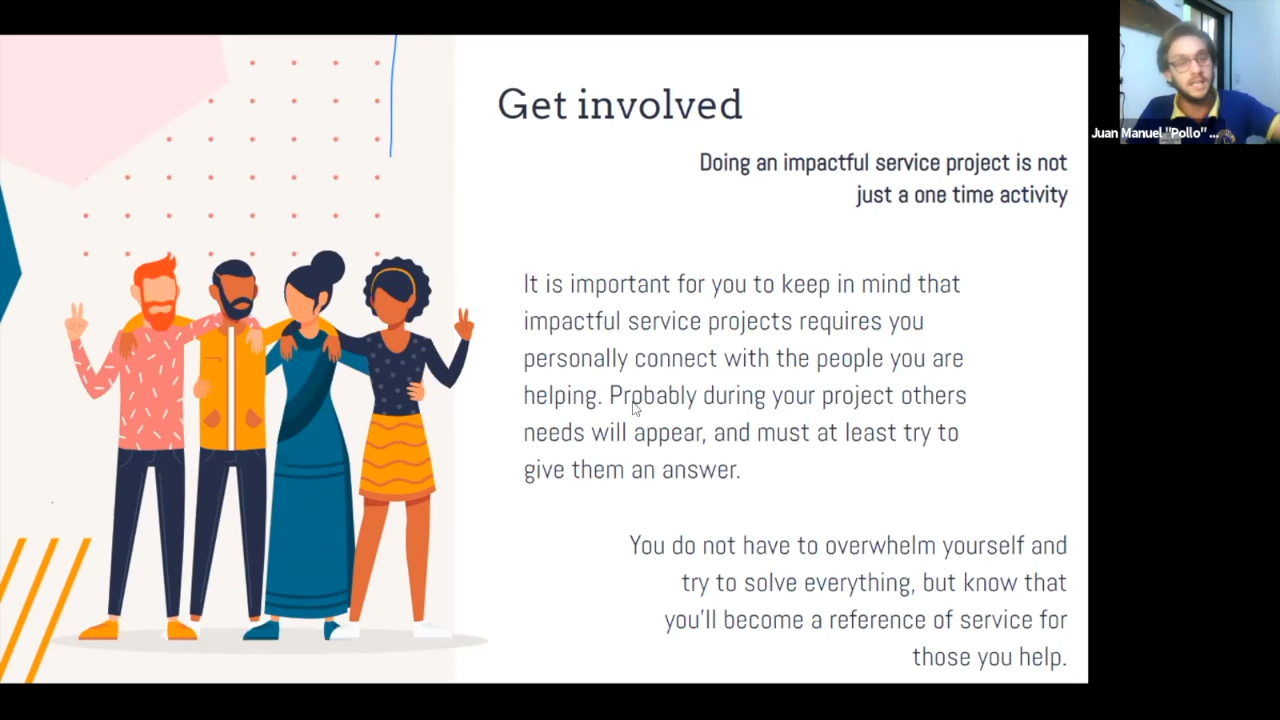 Get involved
Doing an impactful service project is not
just a one time activity
It is important for you to keep in mind that
impactful service projects requires you
personally connect with the people you are
helping. Probably during your project others
needs will appear, and must at least try to
give them an answer.
You do not have to overwhelm yourself and
try to solve everything, but know that
you'll become a reference of service for
those you help.
Juan Manuel "Pollo" ...